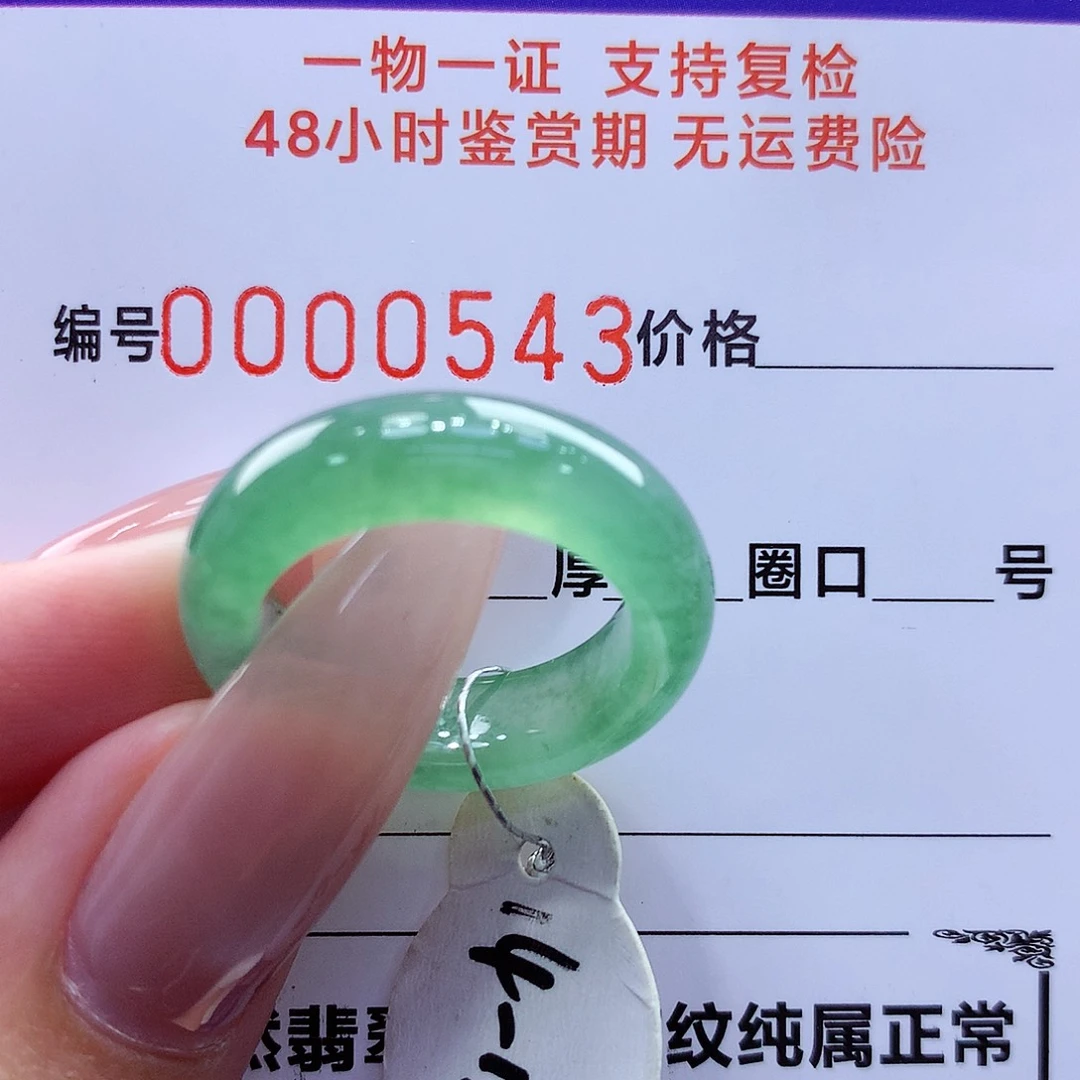 一物一证 支持复检
48小时鉴赏期 无运费险
编号0000543价格
厚 圈口 号
翡 纹纯属正常